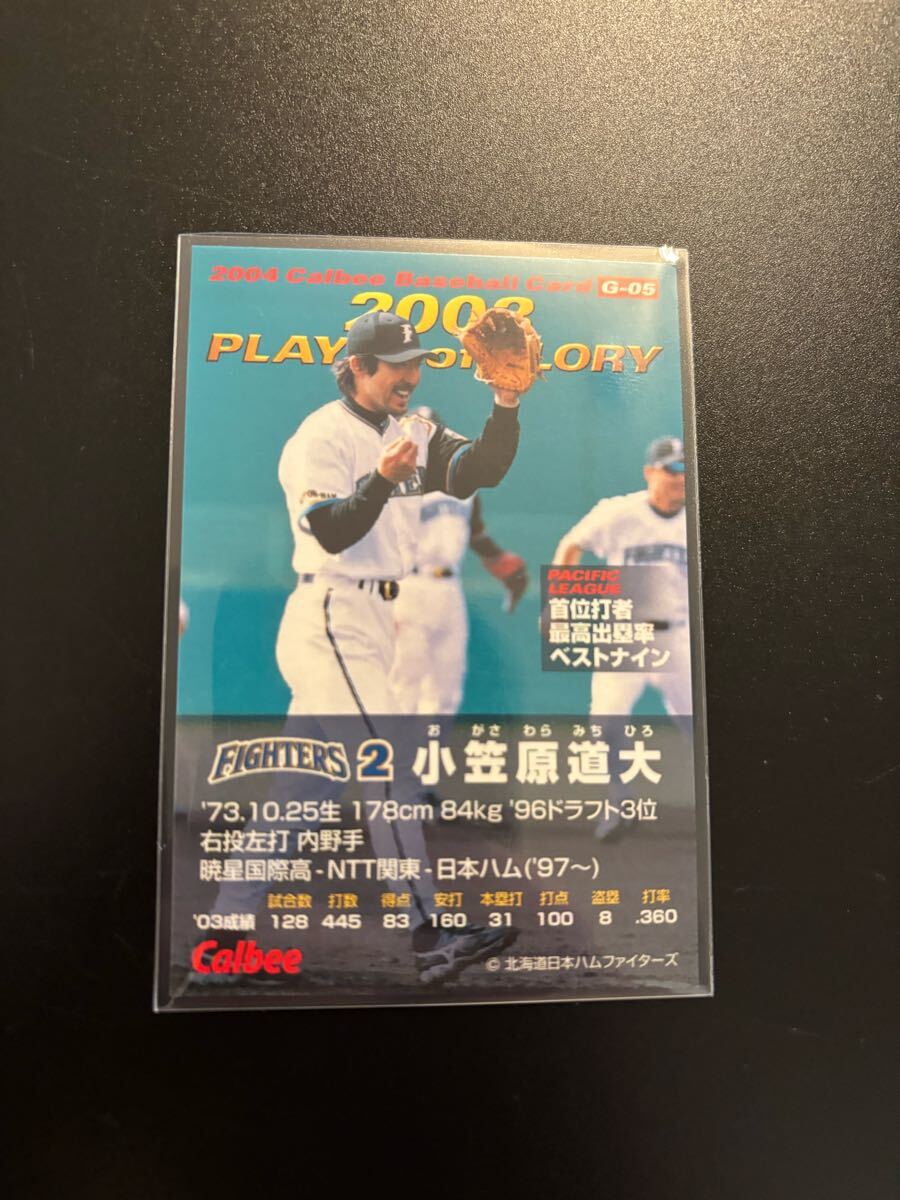 2004 Calbee Baseball Card G-05
2003
PLAY of LORY
PACIFIC
LEAGUE
首位打者
最高出塁率
ベストナイン
FIGHTERS
お がさ わら みち ひろ
FIGHTERS 2 小笠原道大
'73.10.25生 178cm 84kg '96ドラフト3位
右投左打 内野手
暁星国際高-NTT関東-日本ハム('97〜)
試合数 打数 得点 安打 本塁打 打点 盗塁 打率
'03成績 128 445 83 160 31 100 8 .360
Calbee
© 北海道日本ハムファイターズ